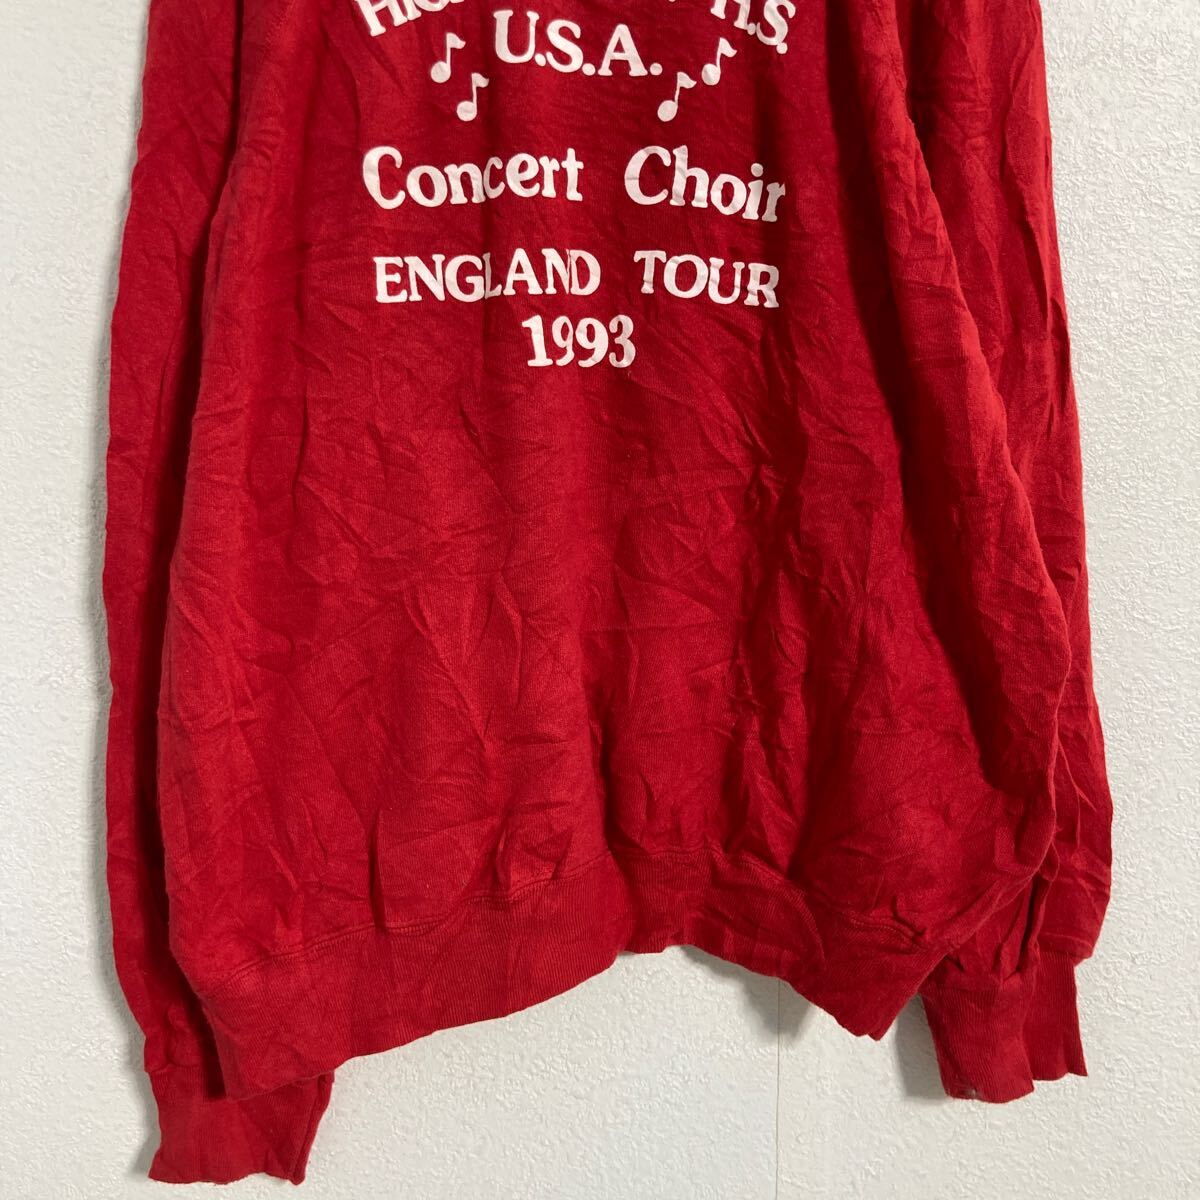 H.S.
U.S.A.
Concert Choir
ENGLAND TOUR
1993